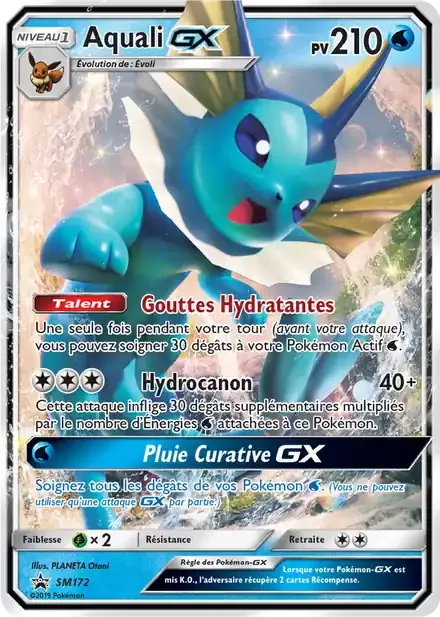 NIVEAU 1 Aquali GX PV 210
Évolution de : Évoli
Talent Gouttes Hydratantes
Une seule fois pendant votre tour (avant votre attaque),
vous pouvez soigner 30 dégâts à votre Pokémon Actif.
Hydrocanon 40+
Cette attaque inflige 30 dégâts supplémentaires multipliés
par le nombre d'Énergies attachées à ce Pokémon.
Pluie Curative GX
Soignez tous les dégâts de vos Pokémon. (Vous ne pouvez
utiliser qu'une attaque GX par partie.)
Faiblesse ×2 Résistance Retraite
Illus. PLANETA Otani
SM172
©2019 Pokémon
Règle des Pokémon-GX
Lorsque votre Pokémon-GX est
mis K.O., l'adversaire récupère 2 cartes Récompense.